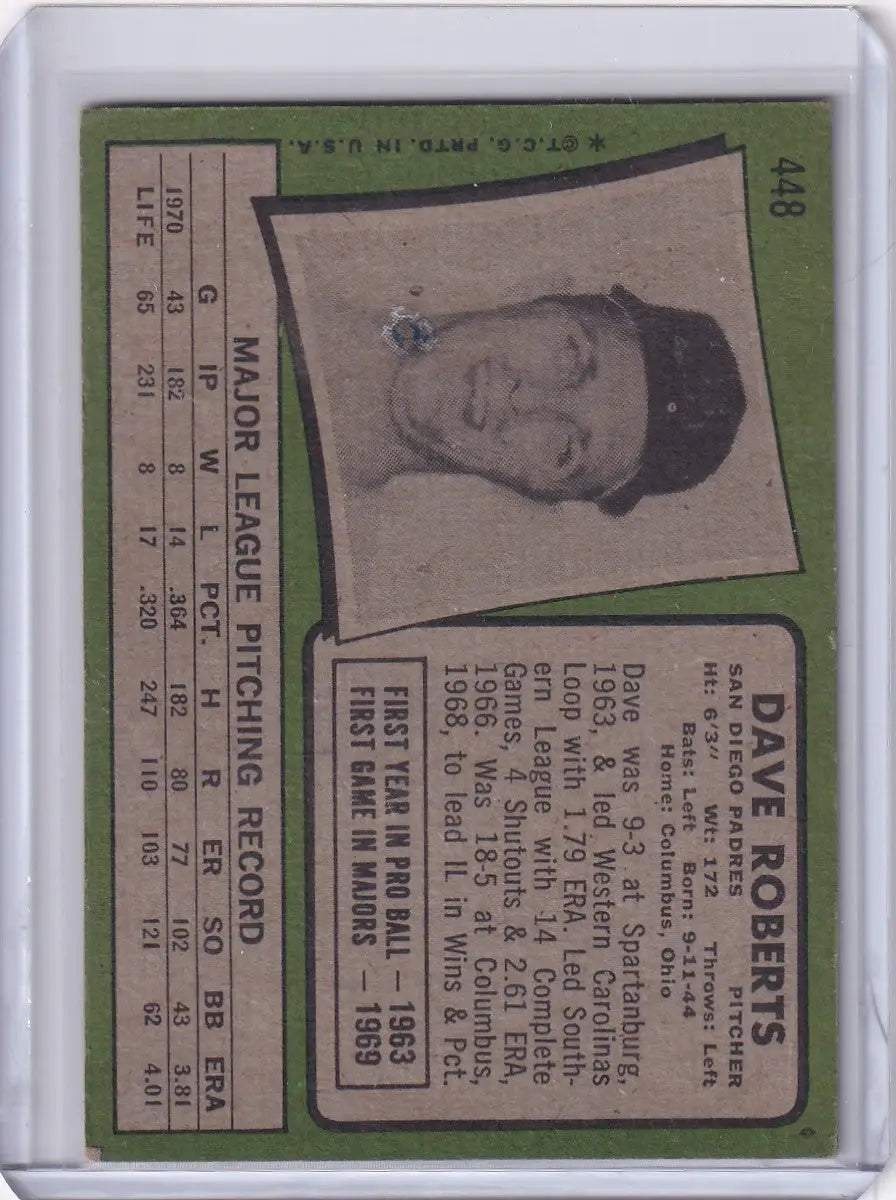 448
DAVE ROBERTS
SAN DIEGO PADRES PITCHER
Ht: 6'3" Wt: 172 Throws: Left
Bats: Left Born: 9-11-44
Home: Columbus, Ohio
Dave was 9-3 at Spartanburg,
1963, & led Western Carolinas
Loop with 1.79 ERA. Led South-
ern League with 14 Complete
Games, 4 Shutouts & 2.61 ERA,
1966. Was 18-5 at Columbus,
1968, to lead IL in Wins & Pct.
FIRST YEAR IN PRO BALL — 1963
FIRST GAME IN MAJORS — 1969
*©T.C.G. PRTD. IN U.S.A.
MAJOR LEAGUE PITCHING RECORD
G IP W L PCT. H R ER SO BB ERA
1970 43 182 8 14 .364 182 80 77 102 43 3.81
LIFE 65 231 8 17 .320 247 110 103 121 62 4.01